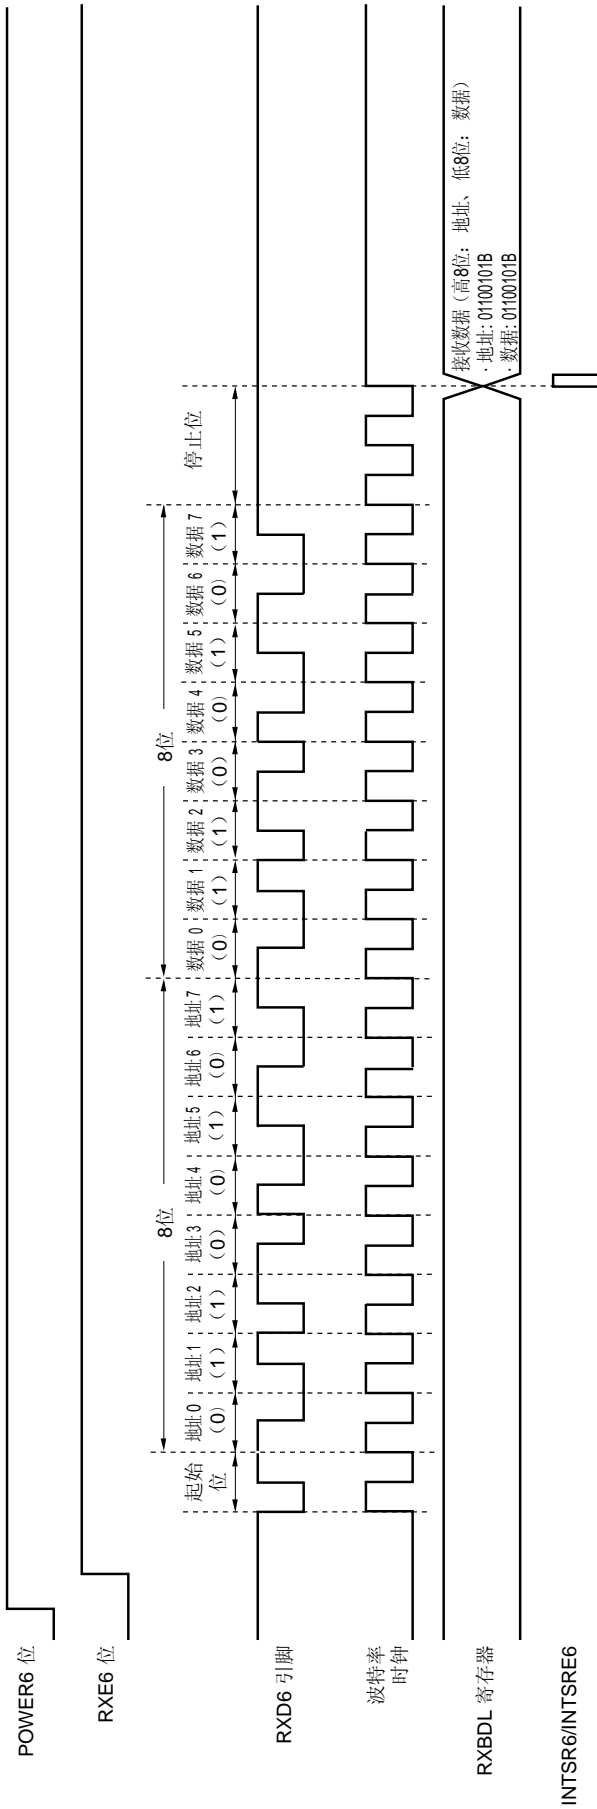 POWER6 位
RXE6 位
8位 8位
起始 地址0 地址1 地址2 地址3 地址4 地址5 地址6 地址7 数据0 数据1 数据2 数据3 数据4 数据5 数据6 数据7 停止位
位 (0) (1) (1) (0) (0) (1) (0) (1) (0) (1) (1) (0) (0) (1) (0) (1)
RXD6 引脚
波特率
时钟
接收数据（高8位： 地址、 低8位： 数据）
· 地址: 01100101B
· 数据: 01100101B
RXBDL 寄存器
INTSR6/INTSRE6